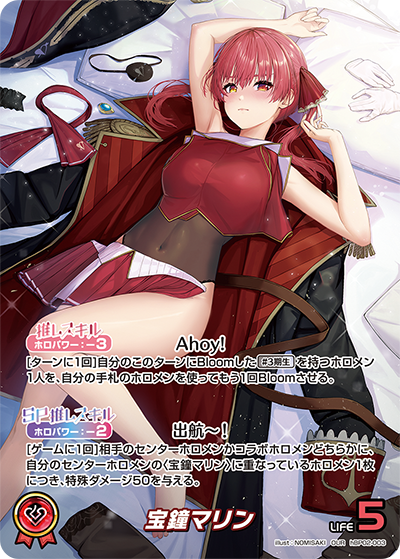 推しスキル
ホロパワー：－3
Ahoy!
[ターンに1回]自分のこのターンにBloomした #3期生 を持つホロメン
1人を、自分の手札のホロメンを使ってもう1回Bloomさせる。
SP推しスキル
ホロパワー：－2
出航～！
[ゲームに1回]相手のセンターホロメンかコラボホロメンどちらかに、
自分のセンターホロメンの〈宝鐘マリン〉に重なっているホロメン1枚
につき、特殊ダメージ50を与える。
宝鐘マリン
LIFE 5
illust : NOMISAKI OUR hBP02-003